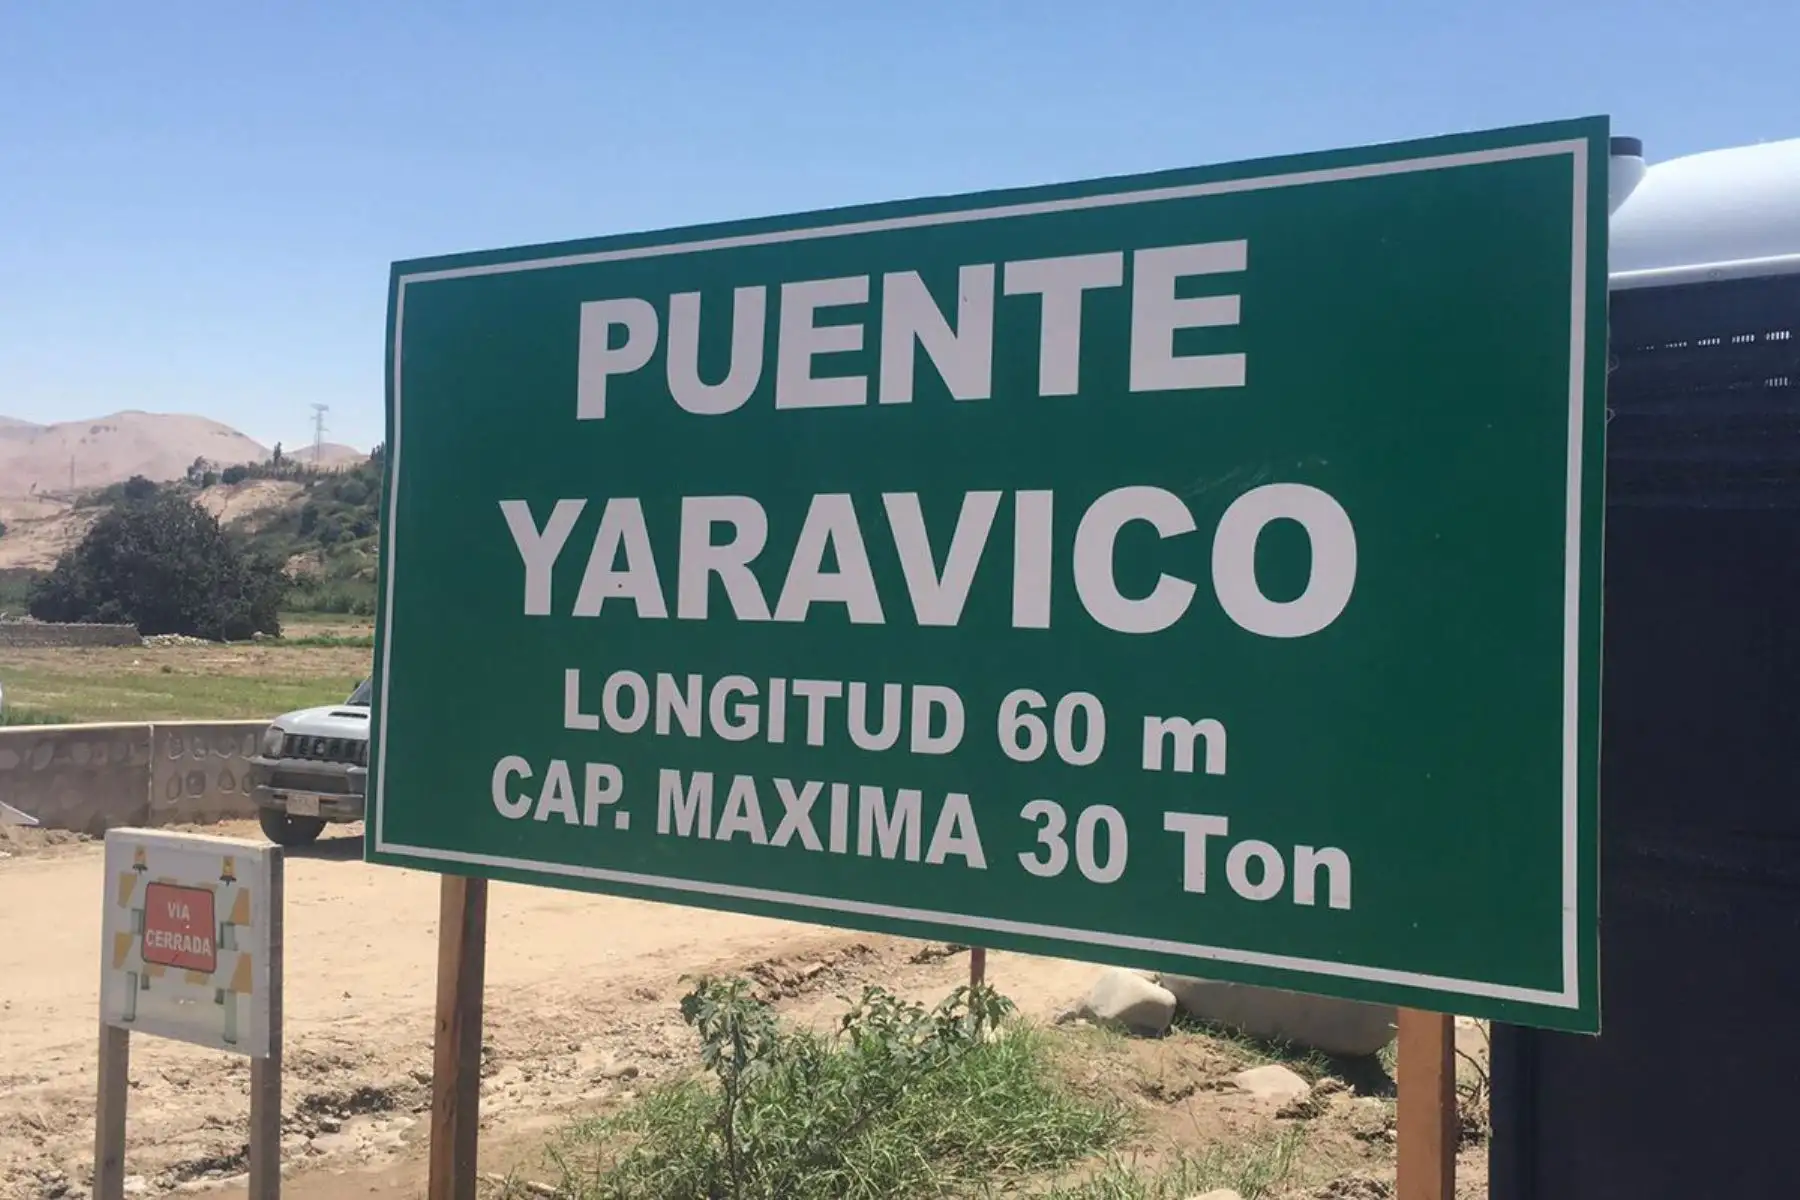 PUENTE
YARAVICO
LONGITUD 60 m
CAP. MAXIMA 30 Ton
VIA
CERRADA